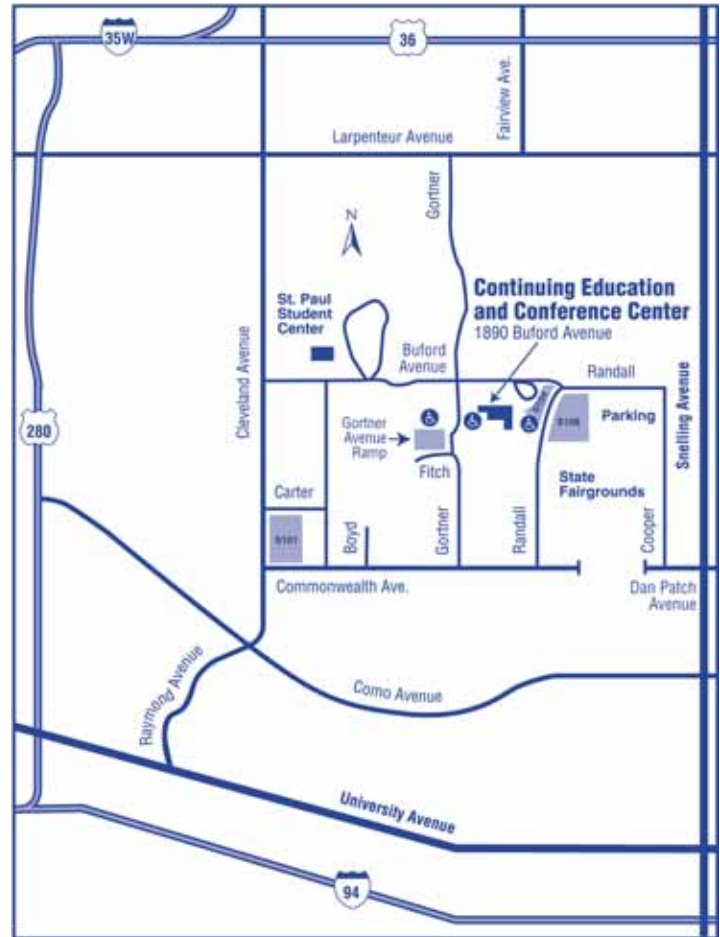 35W
36
Fairview Ave.
Larpenteur Avenue
Gortner
N
Continuing Education
and Conference Center
1890 Buford Avenue
St. Paul
Student
Center
Buford
Avenue
Randall
Cleveland Avenue
Snelling Avenue
280
Gortner
Avenue
Ramp
Parking
S106
Fitch
State
Fairgrounds
Carter
S101
Boyd
Gortner
Randall
Cooper
Commonwealth Ave.
Dan Patch
Avenue
Raymond Avenue
Como Avenue
University Avenue
94